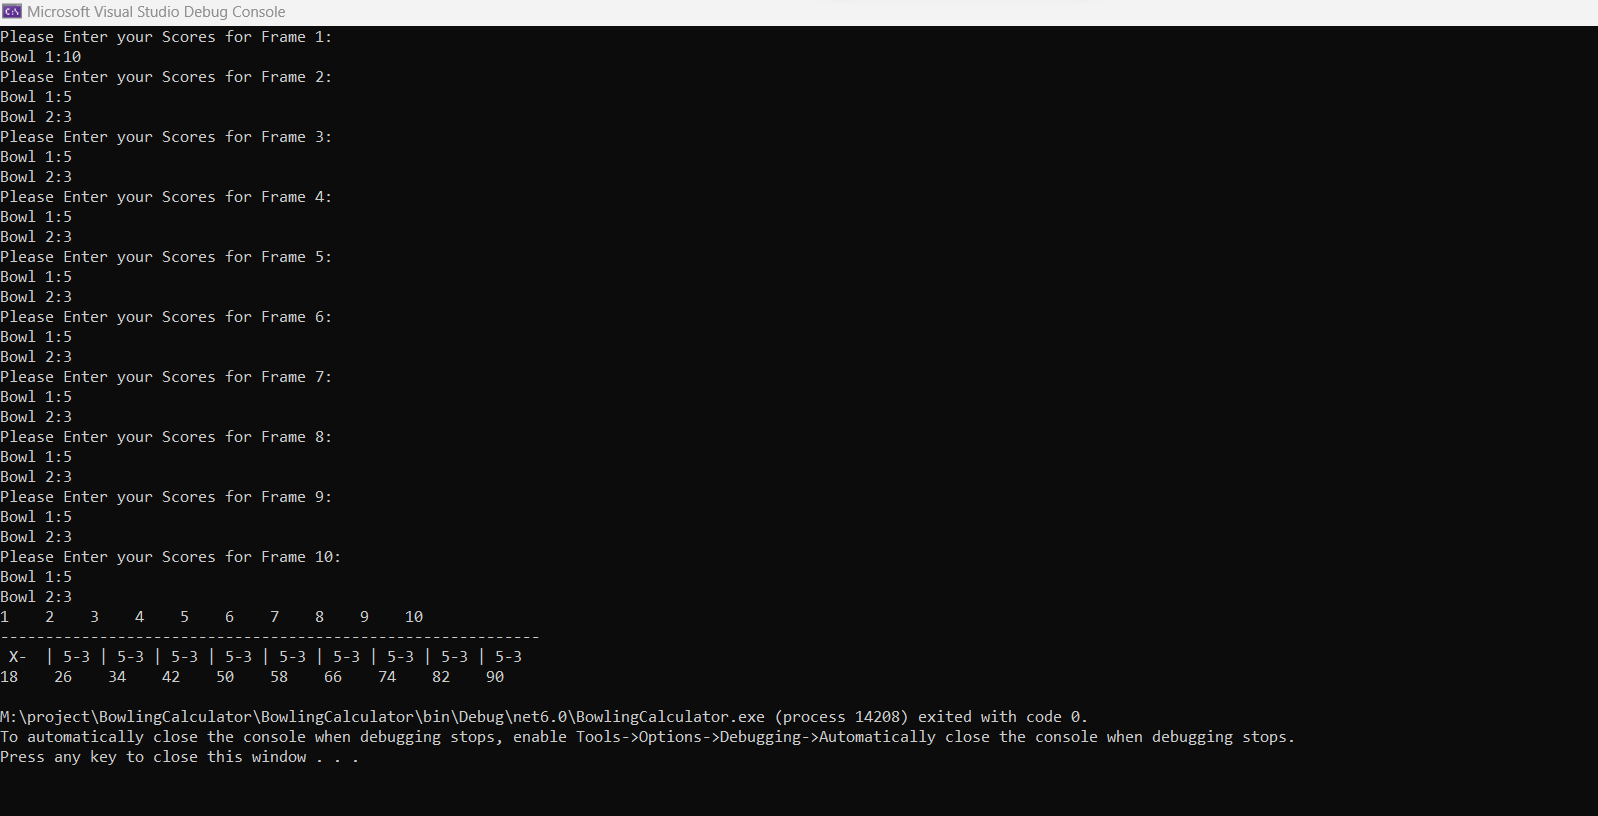 Microsoft Visual Studio Debug Console
Please Enter your Scores for Frame 1:
Bowl 1:10
Please Enter your Scores for Frame 2:
Bowl 1:5
Bowl 2:3
Please Enter your Scores for Frame 3:
Bowl 1:5
Bowl 2:3
Please Enter your Scores for Frame 4:
Bowl 1:5
Bowl 2:3
Please Enter your Scores for Frame 5:
Bowl 1:5
Bowl 2:3
Please Enter your Scores for Frame 6:
Bowl 1:5
Bowl 2:3
Please Enter your Scores for Frame 7:
Bowl 1:5
Bowl 2:3
Please Enter your Scores for Frame 8:
Bowl 1:5
Bowl 2:3
Please Enter your Scores for Frame 9:
Bowl 1:5
Bowl 2:3
Please Enter your Scores for Frame 10:
Bowl 1:5
Bowl 2:3
1    2    3    4    5    6    7    8    9    10
------------------------------------------------------------
 X-  | 5-3 | 5-3 | 5-3 | 5-3 | 5-3 | 5-3 | 5-3 | 5-3 | 5-3
18    26    34    42    50    58    66    74    82    90
M:\project\BowlingCalculator\BowlingCalculator\bin\Debug\net6.0\BowlingCalculator.exe (process 14208) exited with code 0.
To automatically close the console when debugging stops, enable Tools->Options->Debugging->Automatically close the console when debugging stops.
Press any key to close this window . . .